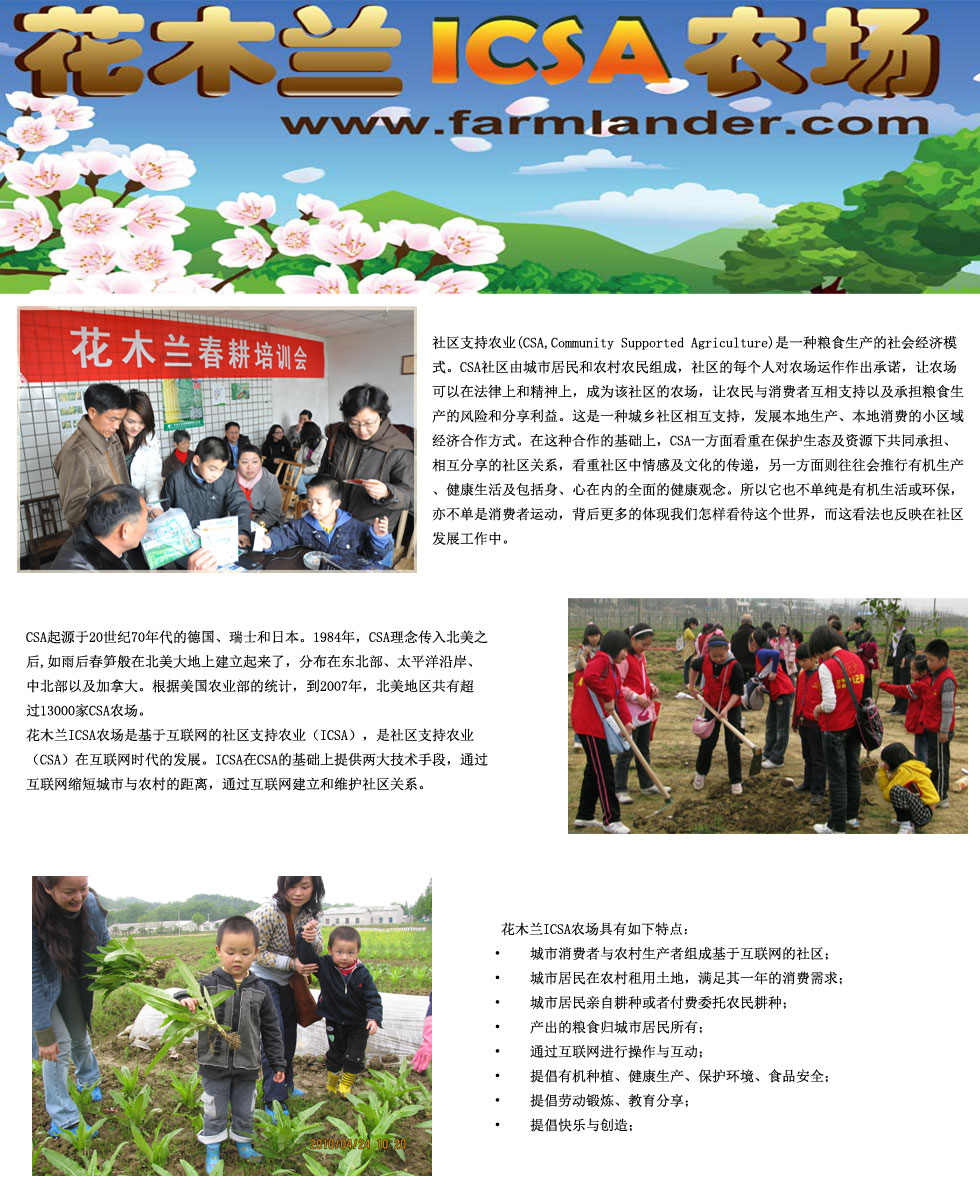 花木兰ICSA农场
www.farmlander.com
花木兰春耕培训会
社区支持农业(CSA,Community Supported Agriculture)是一种粮食生产的社会经济模
式。CSA社区由城市居民和农村农民组成，社区的每个人对农场运作作出承诺，让农场
可以在法律上和精神上，成为该社区的农场，让农民与消费者互相支持以及承担粮食生
产的风险和分享利益。这是一种城乡社区相互支持，发展本地生产、本地消费的小区域
经济合作方式。在这种合作的基础上，CSA一方面看重在保护生态及资源下共同承担、
相互分享的社区关系，看重社区中情感及文化的传递，另一方面则往往会推行有机生产
、健康生活及包括身、心在内的全面的健康观念。所以它也不单纯是有机生活或环保，
亦不单是消费者运动，背后更多的体现我们怎样看待这个世界，而这看法也反映在社区
发展工作中。
CSA起源于20世纪70年代的德国、瑞士和日本。1984年，CSA理念传入北美之
后,如雨后春笋般在北美大地上建立起来了，分布在东北部、太平洋沿岸、
中北部以及加拿大。根据美国农业部的统计，到2007年，北美地区共有超
过13000家CSA农场。
花木兰ICSA农场是基于互联网的社区支持农业（ICSA），是社区支持农业
（CSA）在互联网时代的发展。ICSA在CSA的基础上提供两大技术手段，通过
互联网缩短城市与农村的距离，通过互联网建立和维护社区关系。
花木兰ICSA农场具有如下特点：
• 城市消费者与农村生产者组成基于互联网的社区；
• 城市居民在农村租用土地，满足其一年的消费需求；
• 城市居民亲自耕种或者付费委托农民耕种；
• 产出的粮食归城市居民所有；
• 通过互联网进行操作与互动；
• 提倡有机种植、健康生产、保护环境、食品安全；
• 提倡劳动锻炼、教育分享；
• 提倡快乐与创造；
2010/04/24 10:20